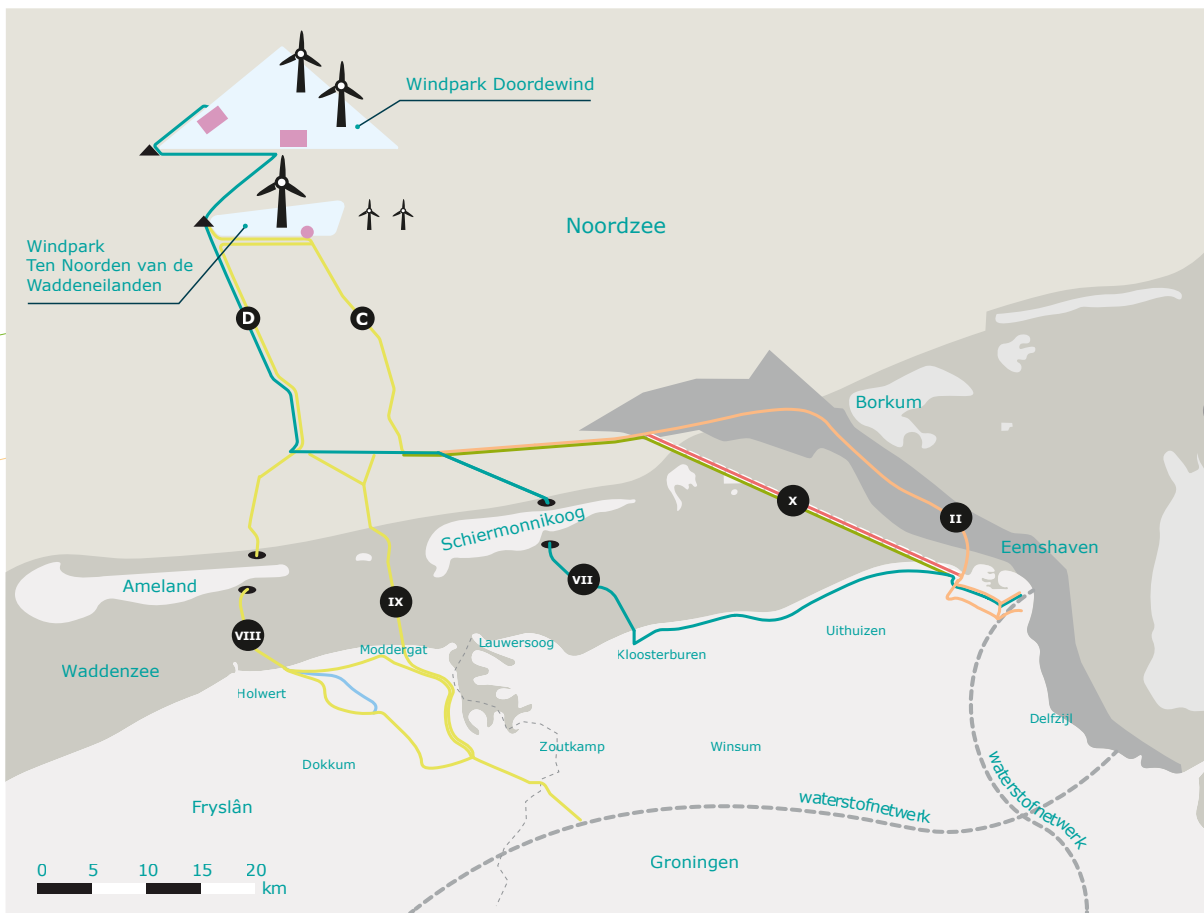 Windpark Doordewind
Noordzee
Windpark
Ten Noorden van de
Waddeneilanden
D
C
Borkum
X
II
Schiermonnikoog
Eemshaven
Ameland
VII
IX
VIII
Uithuizen
Lauwersoog
Moddergat
Kloosterburen
Waddenzee
Holwert
Delfzijl
Zoutkamp
Winsum
Dokkum
waterstofnetwerk
waterstofnetwerk
Fryslân
Groningen
0 5 10 15 20
km